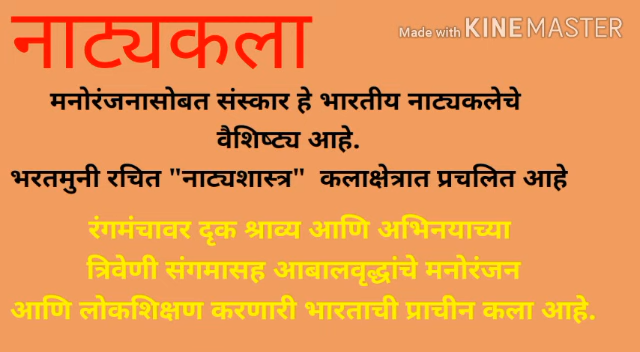 नाट्यकला
Made with KINEMASTER
मनोरंजनासोबत संस्कार हे भारतीय नाट्यकलेचे
वैशिष्ट्य आहे.
भरतमुनी रचित "नाट्यशास्त्र" कलाक्षेत्रात प्रचलित आहे
रंगमंचावर दृक श्राव्य आणि अभिनयाच्या
त्रिवेणी संगमासह आबालवृद्धांचे मनोरंजन
आणि लोकशिक्षण करणारी भारताची प्राचीन कला आहे.